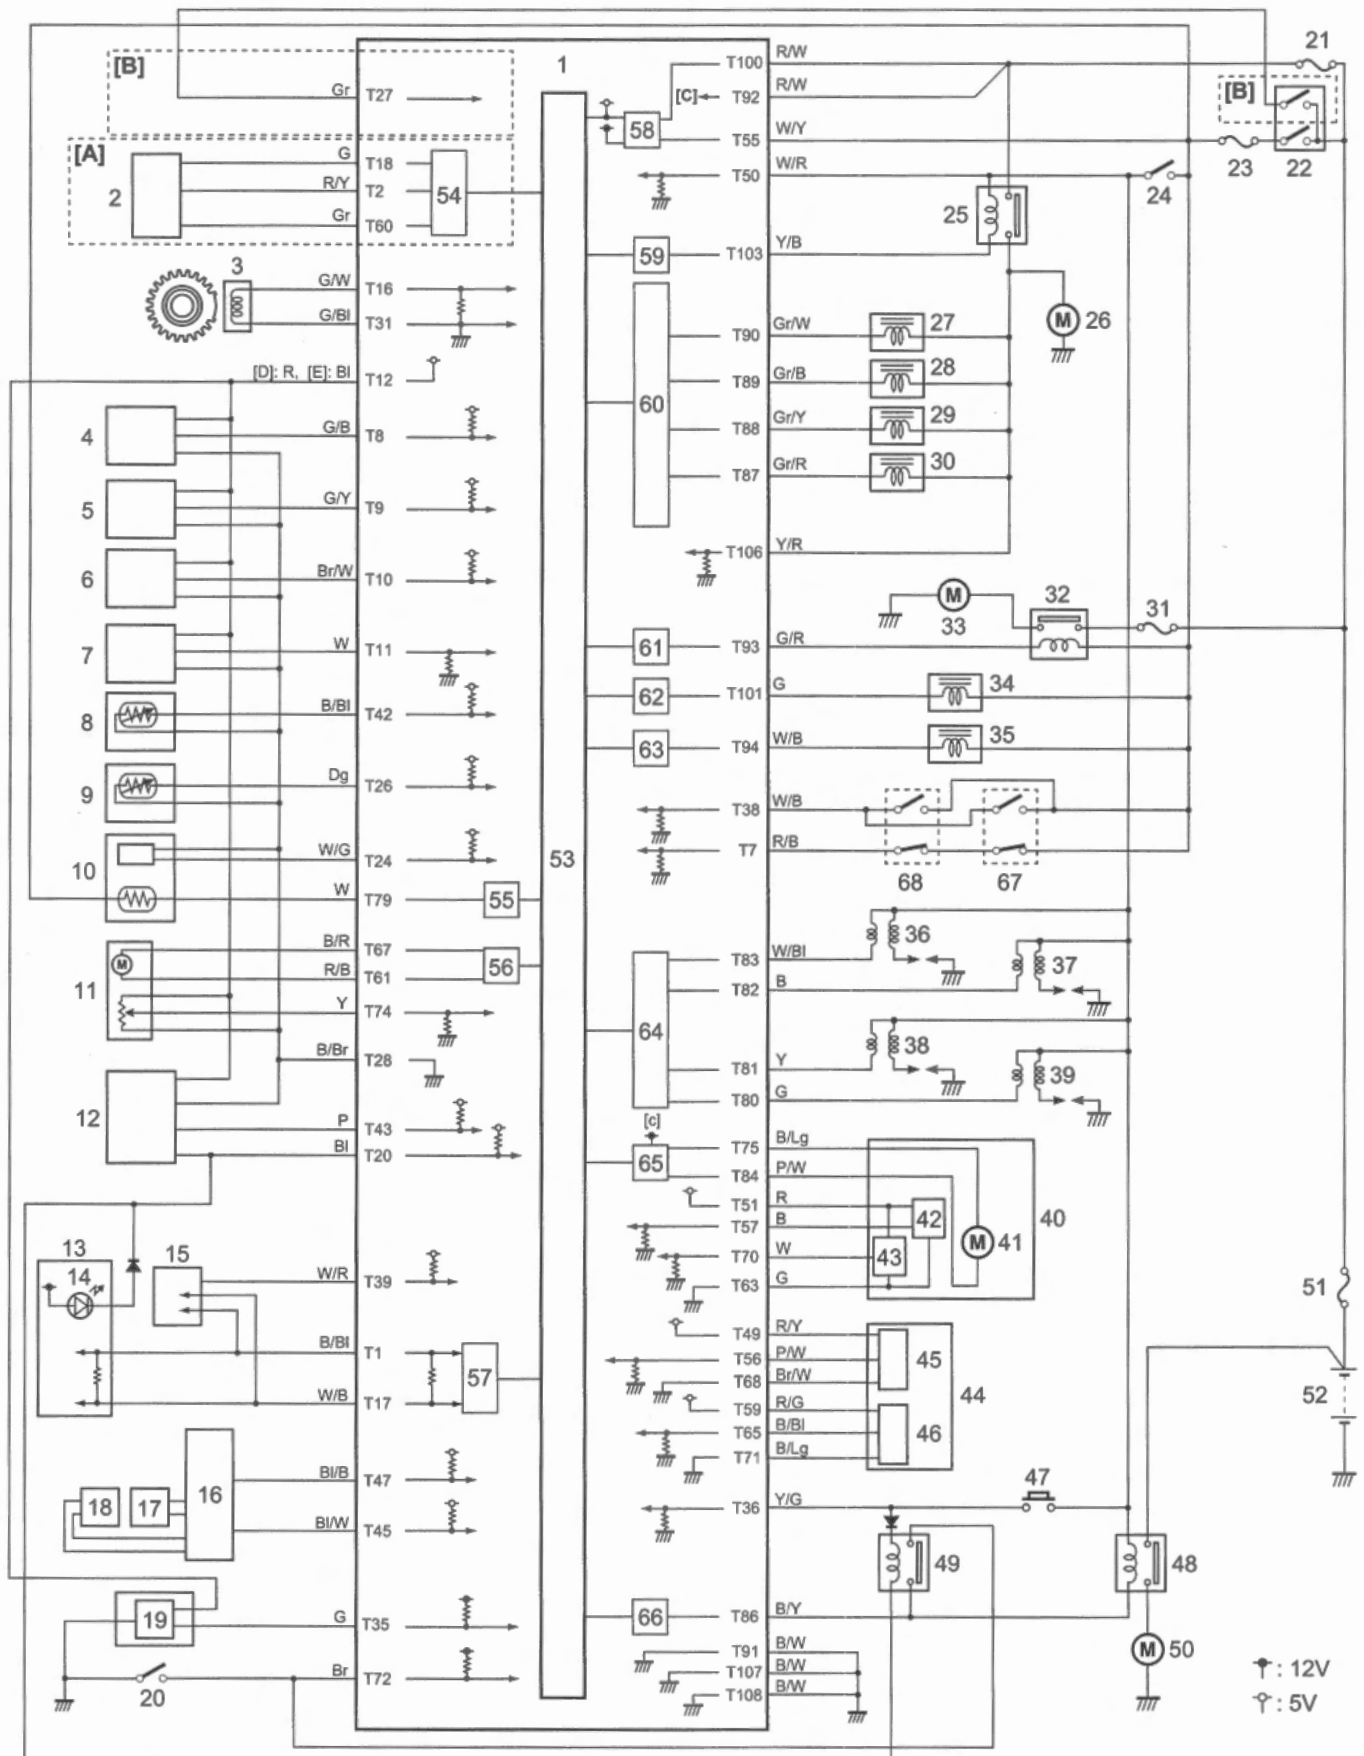 R/W
21
[B]
1
T100
R/W
[B]
Gr
T27
[C]
T92
58
W/Y
T55
[A]
G
T18
23
22
W/R
T50
2
R/Y
T2
54
24
25
Gr
T60
Y/B
59
T103
3
G/W
T16
G/Bl
T31
M
26
Gr/W
27
T90
[D]: R, [E]: Bl
T12
Gr/B
28
T89
4
G/B
T8
60
Gr/Y
29
T88
Gr/R
30
T87
5
G/Y
T9
Y/R
T106
6
Br/W
T10
M
33
32
31
7
W
T11
61
T93
G/R
8
B/Bl
T42
62
T101
G
34
63
T94
W/B
35
9
Dg
T26
W/B
T38
10
W/G
T24
53
R/B
T7
68
67
W
T79
55
B/R
T67
M
56
R/B
T61
11
36
W/Bl
T83
37
B
T82
Y
T74
64
38
B/Br
T28
Y
T81
39
G
T80
12
P
T43
[c]
Bl
T20
65
B/Lg
T75
P/W
T84
R
T51
42
40
B
T57
M
41
W
T70
43
G
T63
13
15
14
W/R
T39
51
B/Bl
T1
R/Y
T49
P/W
T56
45
57
Br/W
T68
44
52
W/B
T17
R/G
T59
B/Bl
T65
46
B/Lg
T71
16
Bl/B
T47
47
18
17
Y/G
T36
Bl/W
T45
49
48
19
G
T35
66
B/Y
T86
M
50
B/W
T91
20
Br
T72
B/W
T107
B/W
T108
: 12V
: 5V